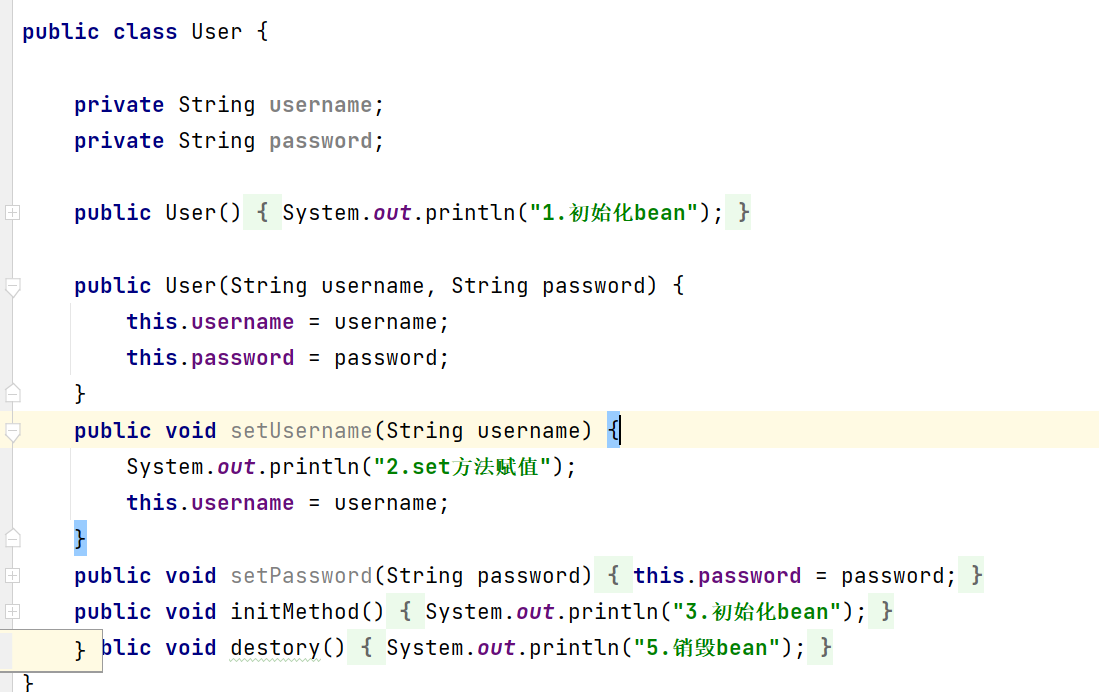 public class User {
private String username;
private String password;
public User() { System.out.println("1.初始化bean"); }
public User(String username, String password) {
this.username = username;
this.password = password;
}
public void setUsername(String username) {
System.out.println("2.set方法赋值");
this.username = username;
}
public void setPassword(String password) { this.password = password; }
public void initMethod() { System.out.println("3.初始化bean"); }
} blic void destory() { System.out.println("5.销毁bean"); }
}